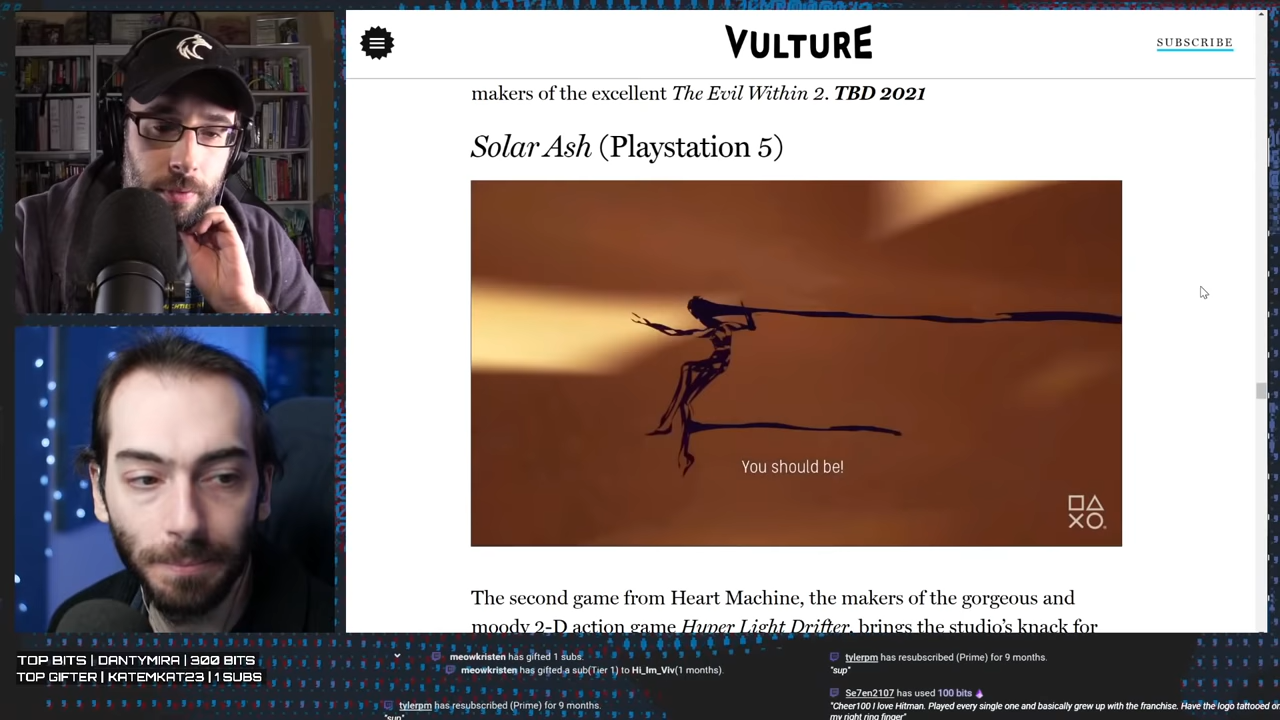 VULTURE
SUBSCRIBE
makers of the excellent The Evil Within 2. TBD 2021
Solar Ash (Playstation 5)
You should be!
The second game from Heart Machine, the makers of the gorgeous and
moody 2-D action game Hyper Light Drifter, brings the studio's knack for
TOP BITS | DANTYMIRA | 300 BITS
TOP GIFTER | KATEMKAT23 | 1 SUBS
meowkristen has gifted 1 subs.
meowkristen has gifted a sub(Tier 1) to Hi_Im_Viv(1 months).
tylerpm has resubscribed (Prime) for 9 months.
"sup"
tylerpm has resubscribed (Prime) for 9 months.
"sup"
Se7en2107 has used 100 bits
"Cheer100 I love Hitman. Played every single one and basically grew up with the franchise. Have the logo tattooed on
my right ring finger"